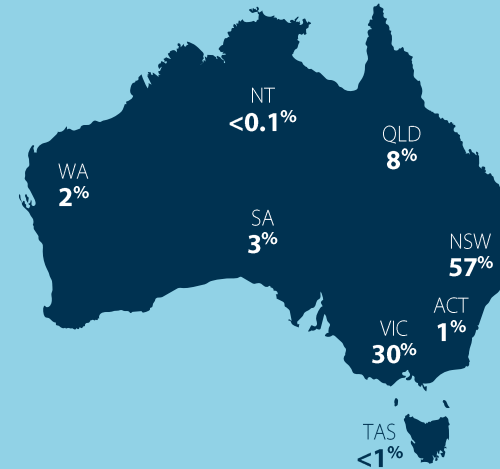 NT
<0.1%
QLD
8%
WA
2%
SA
3%
NSW
57%
ACT
1%
VIC
30%
TAS
<1%